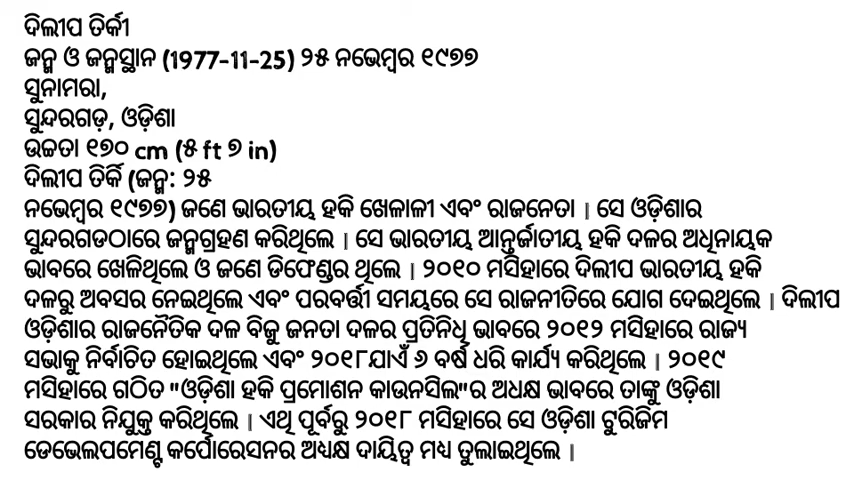 ଦିଲୀପ ତିର୍କୀ
ଜନ୍ମ ଓ ଜନ୍ମସ୍ଥାନ (1977-11-25) ୨୫ ନଭେମ୍ବର ୧୯୭୭
ସୁନାମରା,
ସୁନ୍ଦରଗଡ଼, ଓଡ଼ିଶା
ଉଚ୍ଚତା ୧୭୦ cm (୫ ft ୭ in)
ଦିଲୀପ ତିର୍କି (ଜନ୍ମ: ୨୫
ନଭେମ୍ବର ୧୯୭୭) ଜଣେ ଭାରତୀୟ ହକି ଖେଳାଳୀ ଏବଂ ରାଜନେତା । ସେ ଓଡ଼ିଶାର
ସୁନ୍ଦରଗଡଠାରେ ଜନ୍ମଗ୍ରହଣ କରିଥିଲେ । ସେ ଭାରତୀୟ ଆନ୍ତର୍ଜାତୀୟ ହକି ଦଳର ଅଧିନାୟକ
ଭାବରେ ଖେଳିଥିଲେ ଓ ଜଣେ ଡିଫେଣ୍ଡର ଥିଲେ । ୨୦୧୦ ମସିହାରେ ଦିଲୀପ ଭାରତୀୟ ହକି
ଦଳରୁ ଅବସର ନେଇଥିଲେ ଏବଂ ପରବର୍ତ୍ତୀ ସମୟରେ ସେ ରାଜନୀତିରେ ଯୋଗ ଦେଇଥିଲେ । ଦିଲୀପ
ଓଡ଼ିଶାର ରାଜନୈତିକ ଦଳ ବିଜୁ ଜନତା ଦଳର ପ୍ରତିନିଧି ଭାବରେ ୨୦୧୨ ମସିହାରେ ରାଜ୍ୟ
ସଭାକୁ ନିର୍ବାଚିତ ହୋଇଥିଲେ ଏବଂ ୨୦୧୮ଯାଏଁ ୬ ବର୍ଷ ଧରି କାର୍ଯ୍ୟ କରିଥିଲେ । ୨୦୧୯
ମସିହାରେ ଗଠିତ "ଓଡ଼ିଶା ହକି ପ୍ରମୋଶନ କାଉନସିଲ"ର ଅଧକ୍ଷ ଭାବରେ ତାଙ୍କୁ ଓଡ଼ିଶା
ସରକାର ନିଯୁକ୍ତ କରିଥିଲେ । ଏଥି ପୂର୍ବରୁ ୨୦୧୮ ମସିହାରେ ସେ ଓଡ଼ିଶା ଟୁରିଜିମ
ଡେଭେଲପମେଣ୍ଟ କର୍ପୋରେସନର ଅଧ୍ୟକ୍ଷ ଦାୟିତ୍ୱ ମଧ୍ୟ ତୁଲାଇଥିଲେ ।